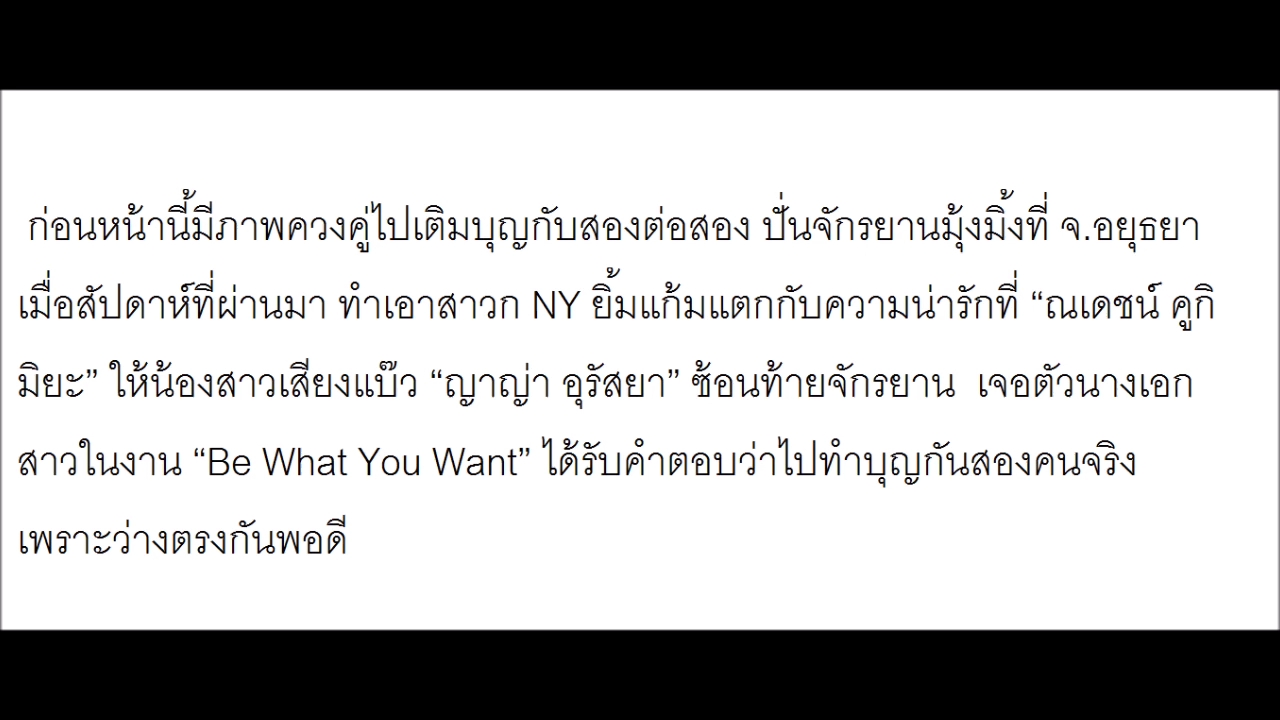 ก่อนหน้านี้มีภาพควงคู่ไปเติมบุญกับสองต่อสอง ปั่นจักรยานมุ้งมิ้งที่ จ.อยุธยา
เมื่อสัปดาห์ที่ผ่านมา ทำเอาสาวก NY ยิ้มแก้มแตกกับความน่ารักที่ “ณเดชน์ คูกิ
มิยะ” ให้น้องสาวเสียงแบ๊ว “ญาญ่า อุรัสยา” ซ้อนท้ายจักรยาน  เจอตัวนางเอก
สาวในงาน “Be What You Want” ได้รับคำตอบว่าไปทำบุญกันสองคนจริง
เพราะว่างตรงกันพอดี